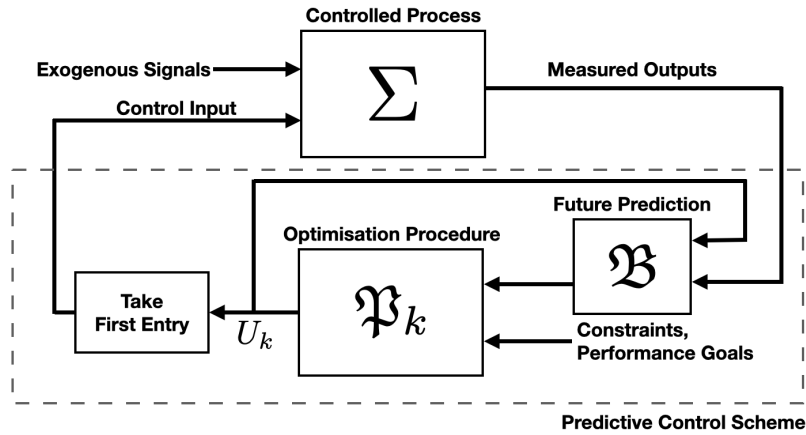 Controlled Process
Exogenous Signals
Σ
Measured Outputs
Control Input
Future Prediction
Optimisation Procedure
𝔅
Take
First Entry
𝔓ₖ
Uₖ
Constraints,
Performance Goals
Predictive Control Scheme